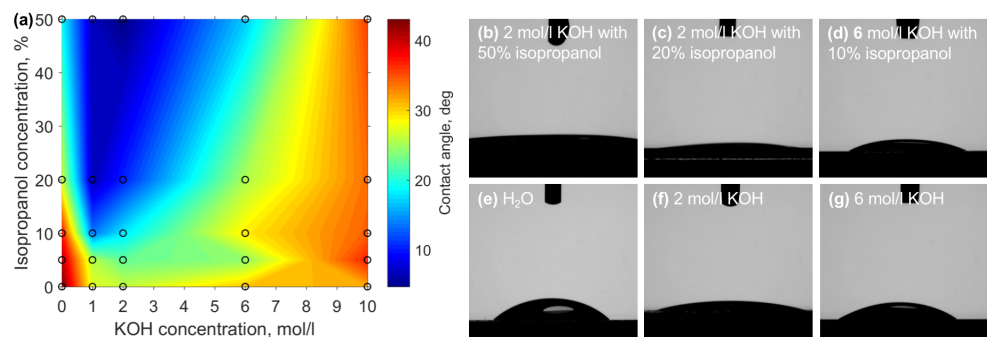 (a)
50
40
30
20
10
0
Isopropanol concentration, %
0 1 2 3 4 5 6 7 8 9 10
KOH concentration, mol/l
40
30
20
10
Contact angle, deg
(b) 2 mol/l KOH with
50% isopropanol
(c) 2 mol/l KOH with
20% isopropanol
(d) 6 mol/l KOH with
10% isopropanol
(e) H₂O
(f) 2 mol/l KOH
(g) 6 mol/l KOH